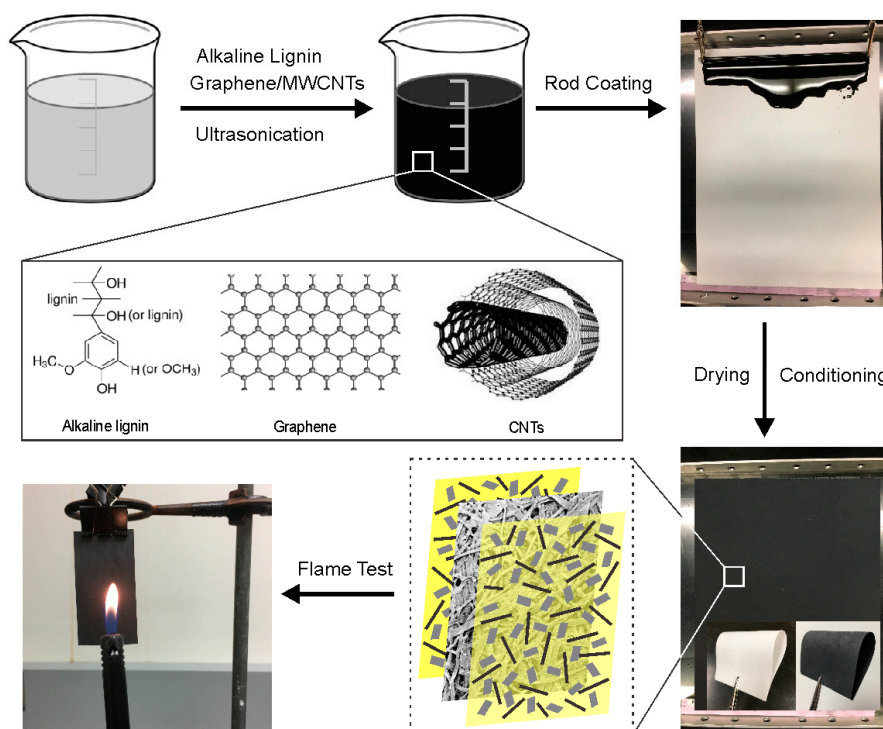 Alkaline Lignin
Graphene/MWCNTs
Ultrasonication
Rod Coating
OH
lignin
OH (or lignin)
H₃C
O
H (or OCH₃)
OH
Alkaline lignin
Graphene
CNTs
Drying
Conditioning
Flame Test